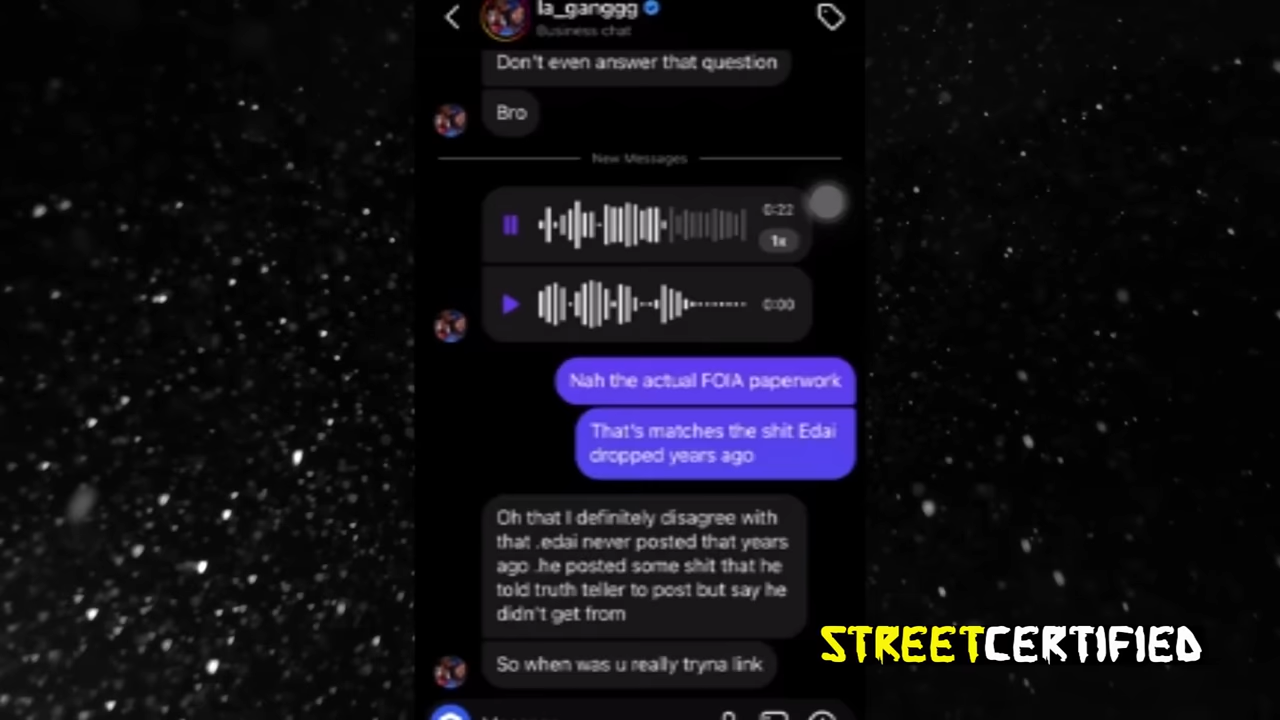 la_ganggg
Business chat
Don't even answer that question
Bro
New Messages
0:22
1x
0:00
Nah the actual FOIA paperwork
That's matches the shit Edai
dropped years ago
Oh that I definitely disagree with
that .edai never posted that years
ago .he posted some shit that he
told truth teller to post but say he
didn't get from
So when was u really tryna link
STREETCERTIFIED